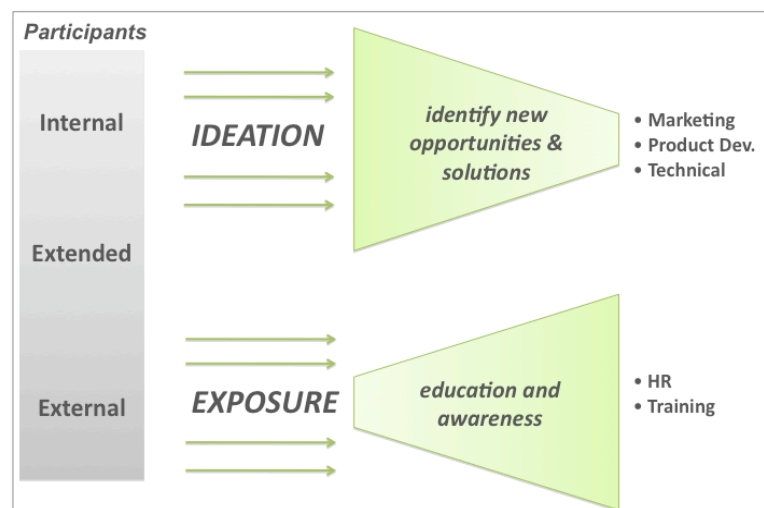 Participants
Internal
Extended
External
IDEATION
identify new
opportunities &
solutions
• Marketing
• Product Dev.
• Technical
EXPOSURE
education and
awareness
• HR
• Training